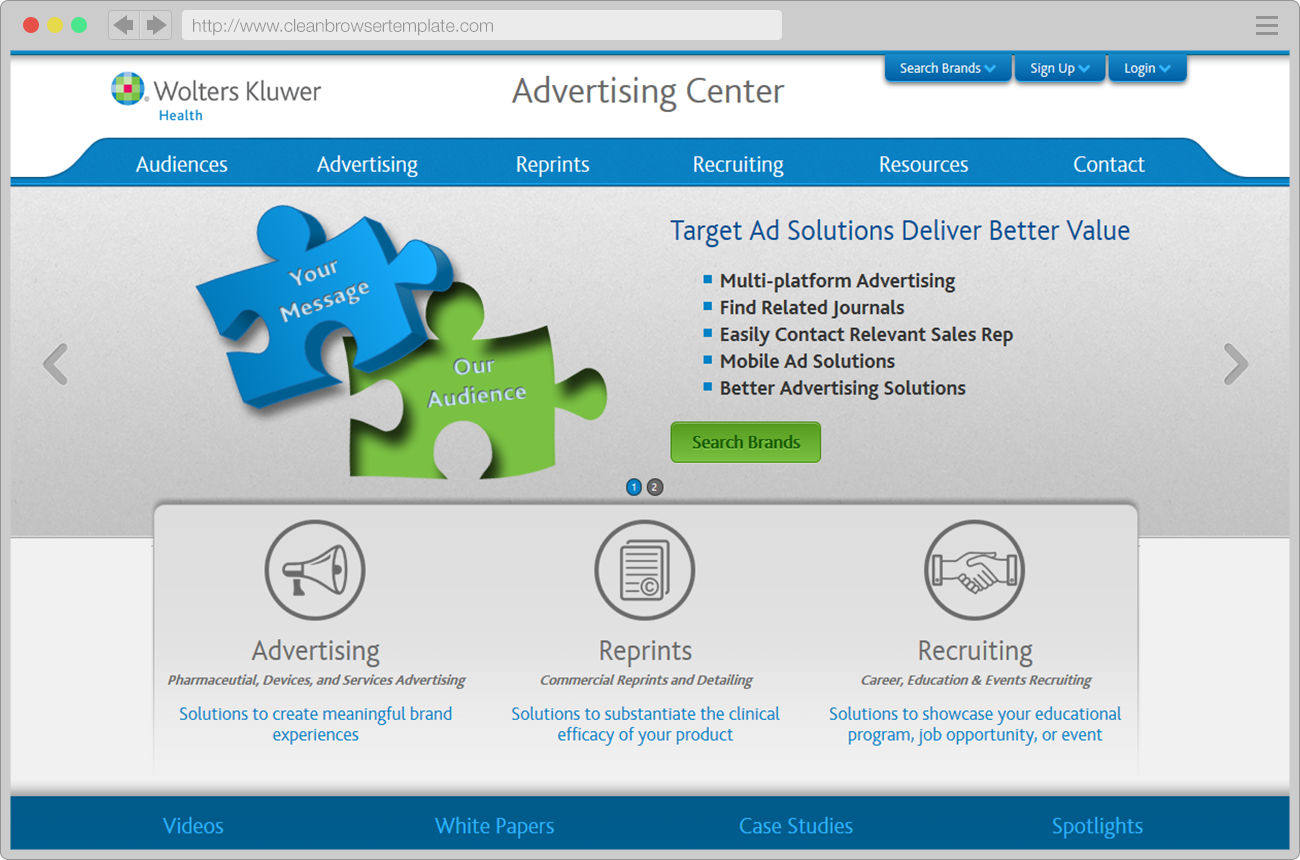 http://www.cleanbrowsertemplate.com
Search Brands
Sign Up
Login
Wolters Kluwer
Health
Advertising Center
Audiences
Advertising
Reprints
Recruiting
Resources
Contact
Your
Message
Our
Audience
Target Ad Solutions Deliver Better Value
Multi-platform Advertising
Find Related Journals
Easily Contact Relevant Sales Rep
Mobile Ad Solutions
Better Advertising Solutions
Search Brands
1
2
©
Advertising
Pharmaceutial, Devices, and Services Advertising
Solutions to create meaningful brand
experiences
Reprints
Commercial Reprints and Detailing
Solutions to substantiate the clinical
efficacy of your product
Recruiting
Career, Education & Events Recruiting
Solutions to showcase your educational
program, job opportunity, or event
Videos
White Papers
Case Studies
Spotlights